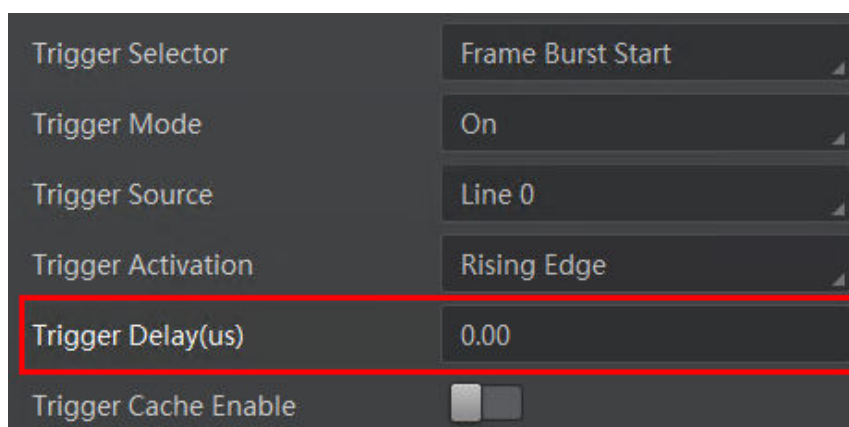 Trigger Selector Frame Burst Start
Trigger Mode On
Trigger Source Line 0
Trigger Activation Rising Edge
Trigger Delay(us) 0.00
Trigger Cache Enable